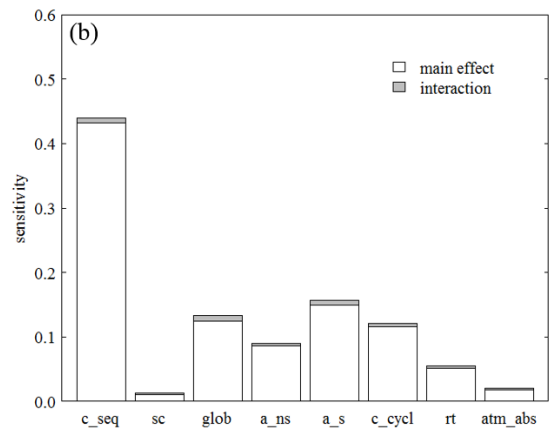 (b)
main effect
interaction
sensitivity
0.6
0.5
0.4
0.3
0.2
0.1
0.0
c_seq sc glob a_ns a_s c_cycl rt atm_abs